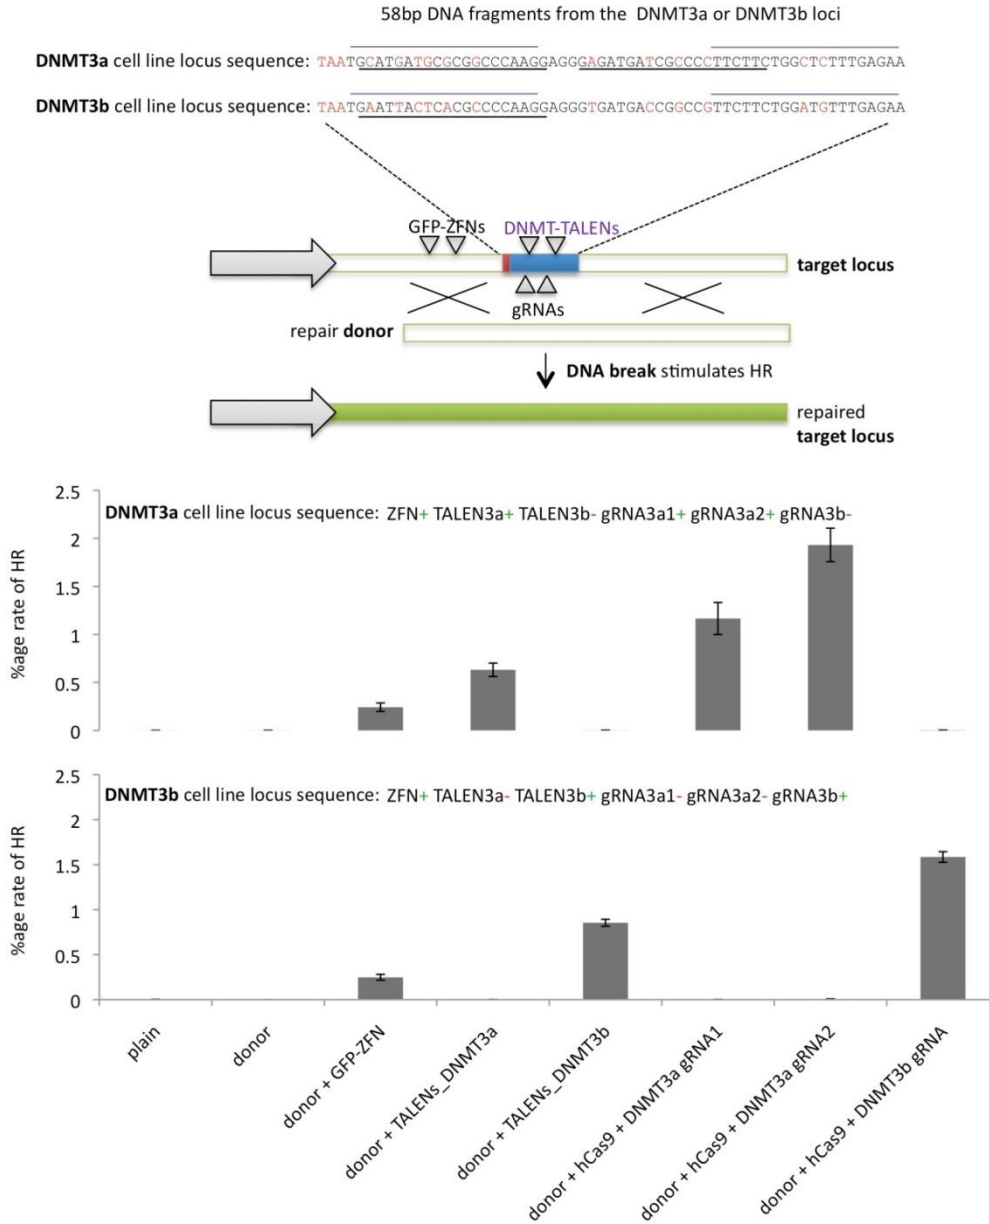 58bp DNA fragments from the DNMT3a or DNMT3b loci
DNMT3a cell line locus sequence: TAATGCATGATGCGCGGCCCAAGGAGGGAGATGATCGCCCCTTCTTCTGGCTCTTTGAGAA
DNMT3b cell line locus sequence: TAATGAATTACTCACGCCCCAAGGAGGGTGATGACCGGCCGTTCTTCTGGATGTTTGAGAA
GFP-ZFNs
DNMT-TALENs
target locus
gRNAs
repair donor
DNA break stimulates HR
repaired
target locus
%age rate of HR
2.5
2
1.5
1
0.5
0
DNMT3a cell line locus sequence: ZFN+ TALEN3a+ TALEN3b- gRNA3a1+ gRNA3a2+ gRNA3b-
%age rate of HR
2.5
2
1.5
1
0.5
0
DNMT3b cell line locus sequence: ZFN+ TALEN3a- TALEN3b+ gRNA3a1- gRNA3a2- gRNA3b+
plain
donor
donor + GFP-ZFN
donor + TALENs_DNMT3a
donor + TALENs_DNMT3b
donor + hCas9 + DNMT3a gRNA1
donor + hCas9 + DNMT3a gRNA2
donor + hCas9 + DNMT3b gRNA